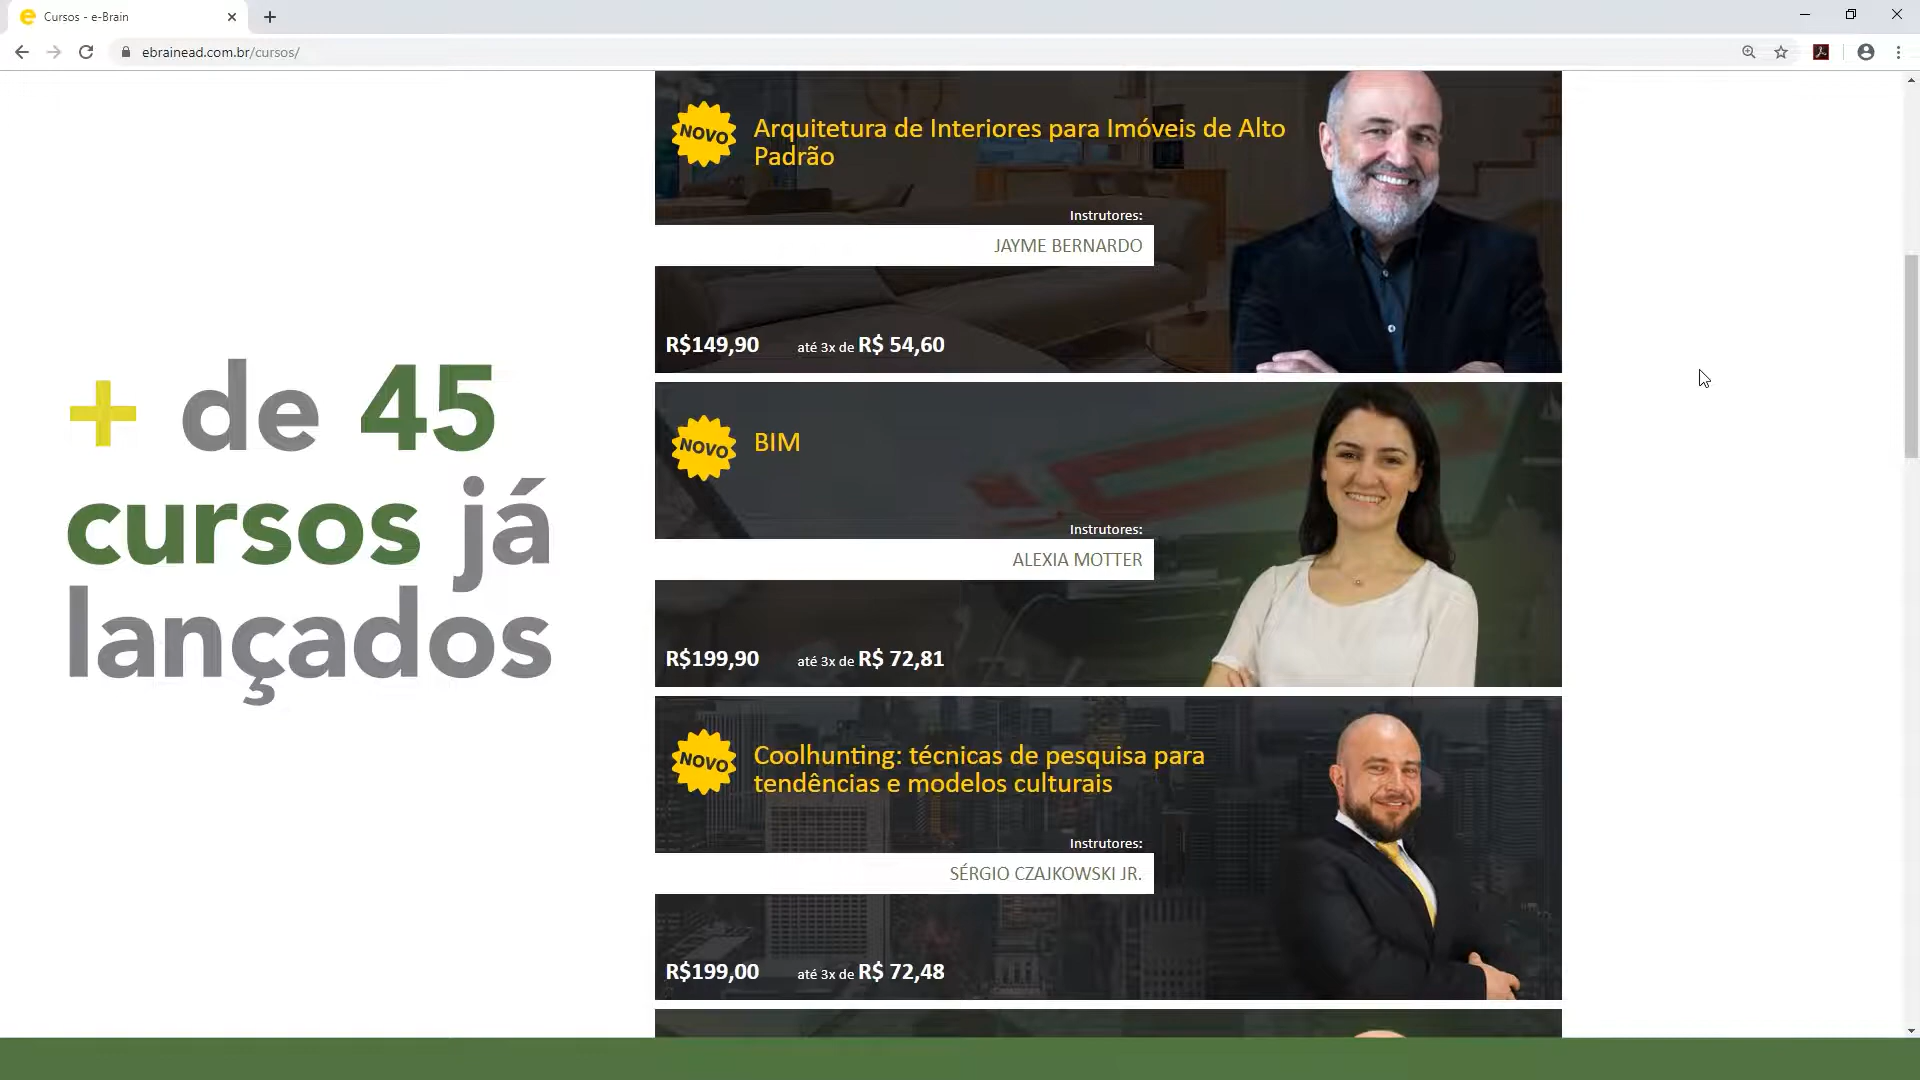 Cursos - e-Brain
ebrainead.com.br/cursos/
+ de 45
cursos já
lançados
NOVO
Arquitetura de Interiores para Imóveis de Alto
Padrão
Instrutores:
JAYME BERNARDO
R$149,90 até 3x de R$ 54,60
NOVO
BIM
Instrutores:
ALEXIA MOTTER
R$199,90 até 3x de R$ 72,81
NOVO
Coolhunting: técnicas de pesquisa para
tendências e modelos culturais
Instrutores:
SÉRGIO CZAJKOWSKI JR.
R$199,00 até 3x de R$ 72,48